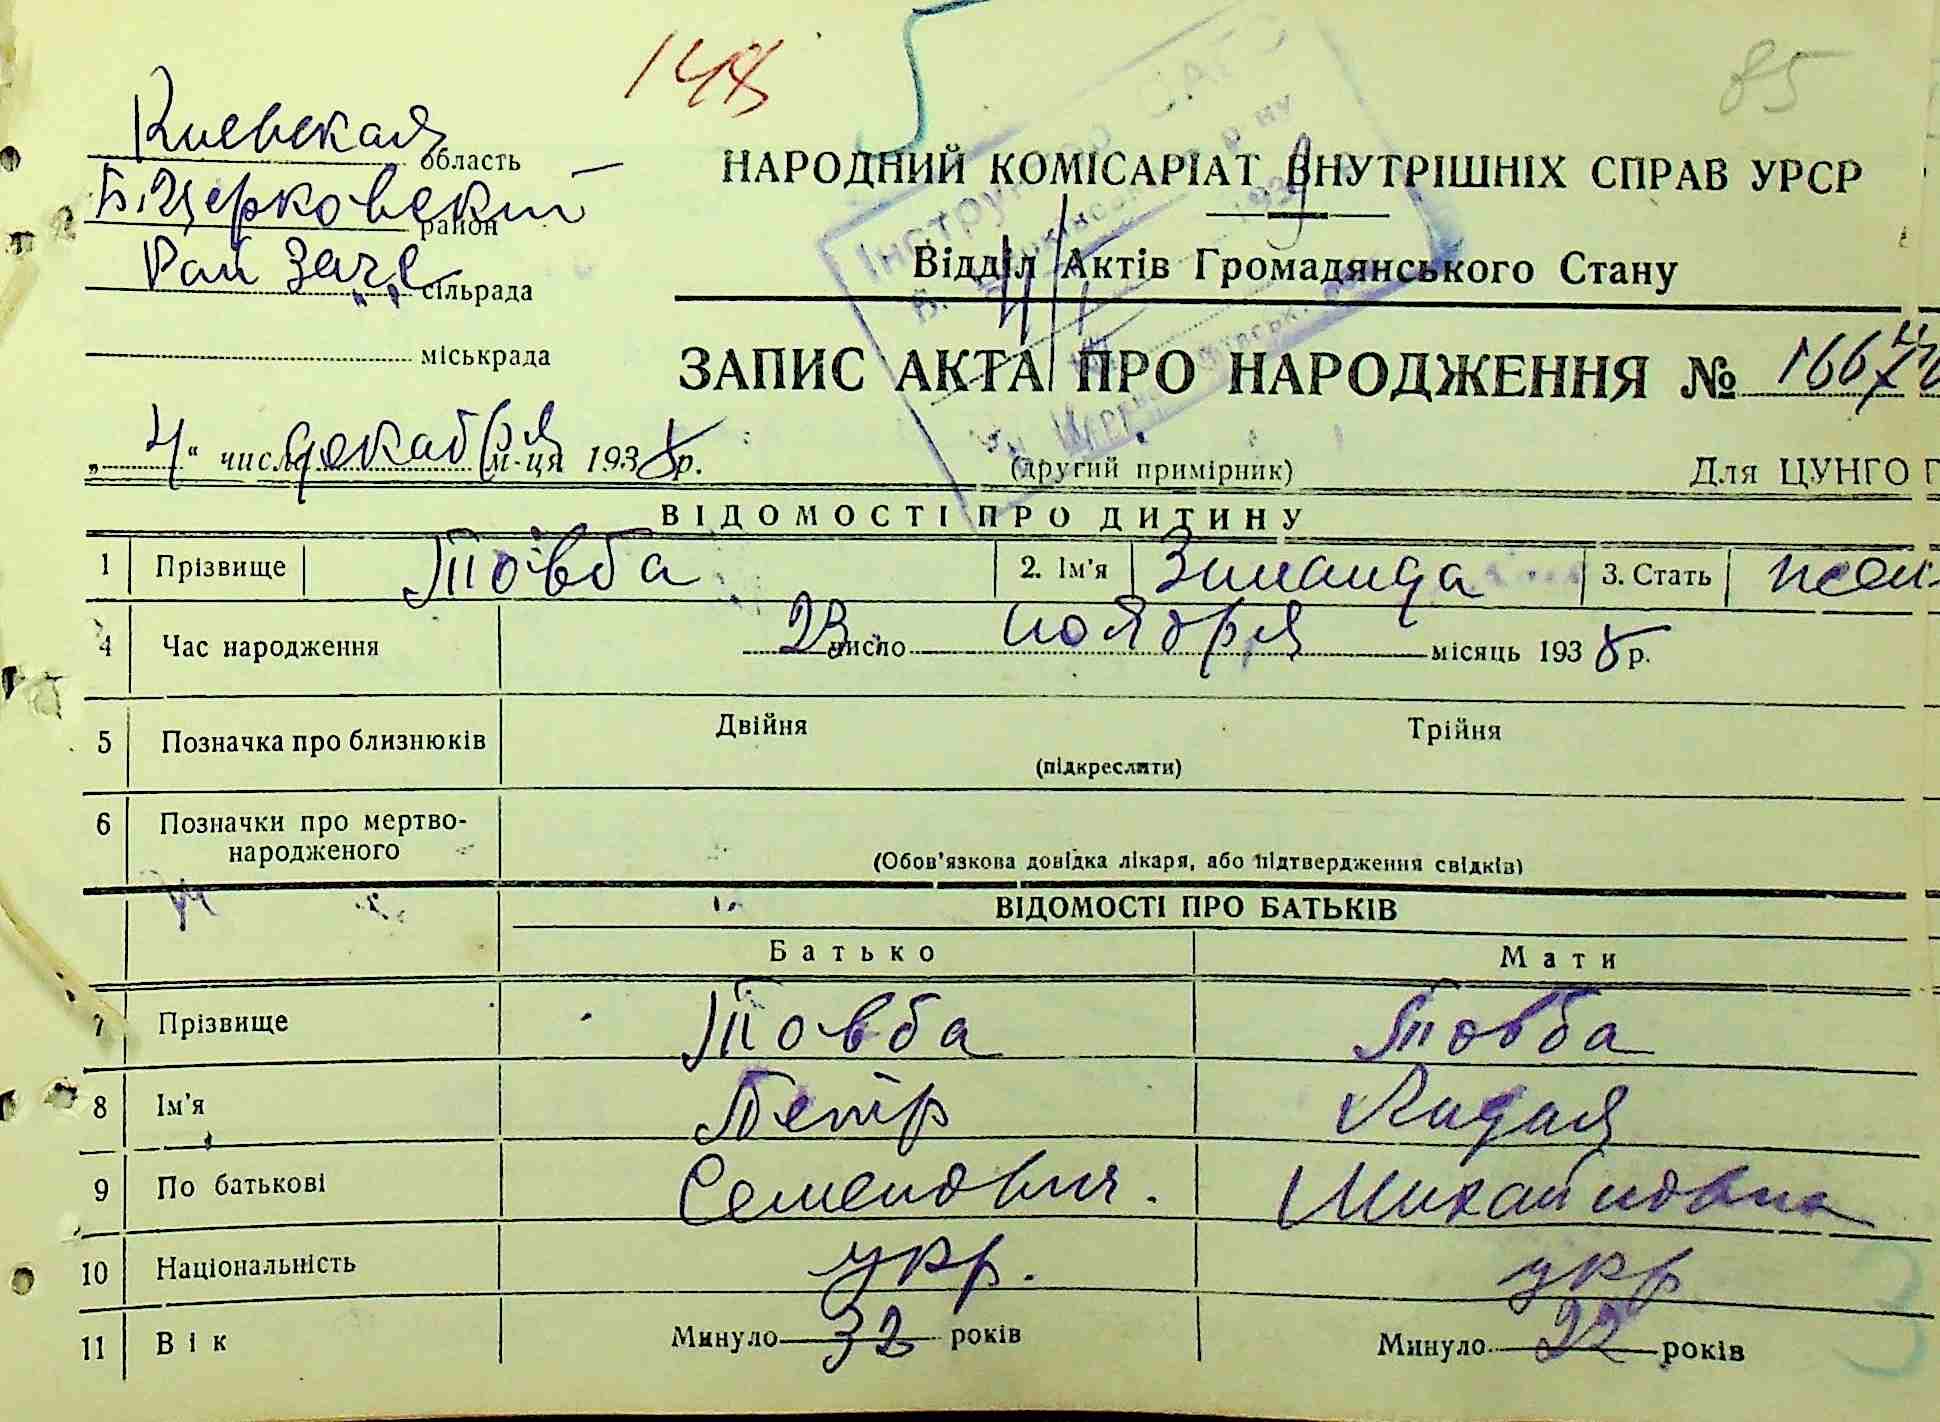 148
85
Киевская область
Б.Церковский район
Рай Загс сільрада
міськрада
НАРОДНИЙ КОМІСАРІАТ ВНУТРІШНІХ СПРАВ УРСР
Відділ Актів Громадянського Стану
ЗАПИС АКТА ПРО НАРОДЖЕННЯ № 1667
„4“ числа декабря м-ця 1938 р.
(другий примірник)
Для ЦУНГО
ВІДОМОСТІ ПРО ДИТИНУ
1 Прізвище Товба 2. Ім'я Зинаида 3. Стать жен
4 Час народження 23 число ноября місяць 1938 р.
5 Позначка про близнюків Двійня Трійня
(підкреслити)
6 Позначки про мертво-
народженого
(Обов'язкова довідка лікаря, або підтвердження свідків)
ВІДОМОСТІ ПРО БАТЬКІВ
Батько Мати
7 Прізвище Товба Товба
8 Ім'я Петр Лидия
9 По батькові Семенович. Михайловна
10 Національність укр. укр
11 Вік Минуло 32 років Минуло 22 років